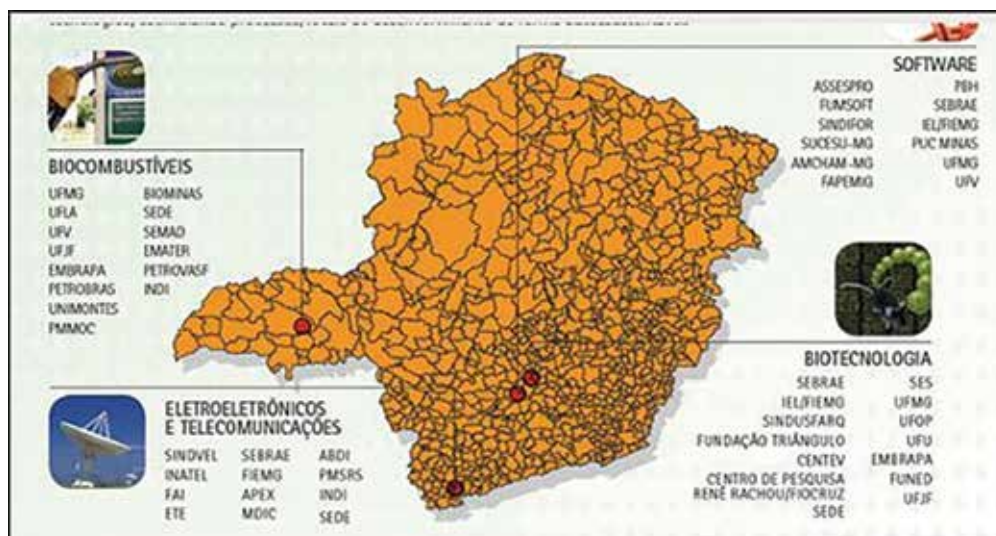 SOFTWARE
ASSESPRO PBH
FUMSOFT SEBRAE
SINDIFOR IEL/FIEMG
SUCESU-MG PUC MINAS
AMCHAM-MG UFMG
FAPEMIG UFV
BIOCOMBUSTÍVEIS
UFMG BIOMINAS
UFLA SEDE
UFV SEMAD
UFJF EMATER
EMBRAPA PETROVASF
PETROBRAS INDI
UNIMONTES
PMMOC
BIOTECNOLOGIA
SEBRAE SES
IEL/FIEMG UFMG
SINDUSFARQ UFOP
FUNDAÇÃO TRIÂNGULO UFU
CENTEV EMBRAPA
CENTRO DE PESQUISA FUNED
RENÊ RACHOU/FIOCRUZ UFJF
SEDE
ELETROELETRÔNICOS
E TELECOMUNICAÇÕES
SINDVEL SEBRAE ABDI
INATEL FIEMG PMSRS
FAI APEX INDI
ETE MDIC SEDE